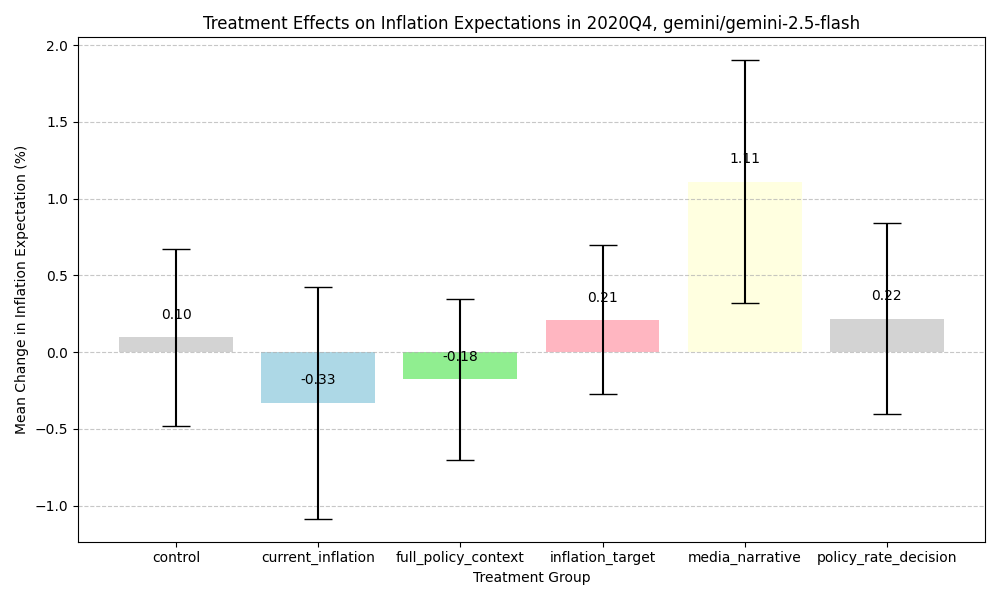 Treatment Effects on Inflation Expectations in 2020Q4, gemini/gemini-2.5-flash
Mean Change in Inflation Expectation (%)
2.0
1.5
1.0
0.5
0.0
−0.5
−1.0
0.10
-0.33
-0.18
0.21
1.11
0.22
control
current_inflation
full_policy_context
inflation_target
media_narrative
policy_rate_decision
Treatment Group